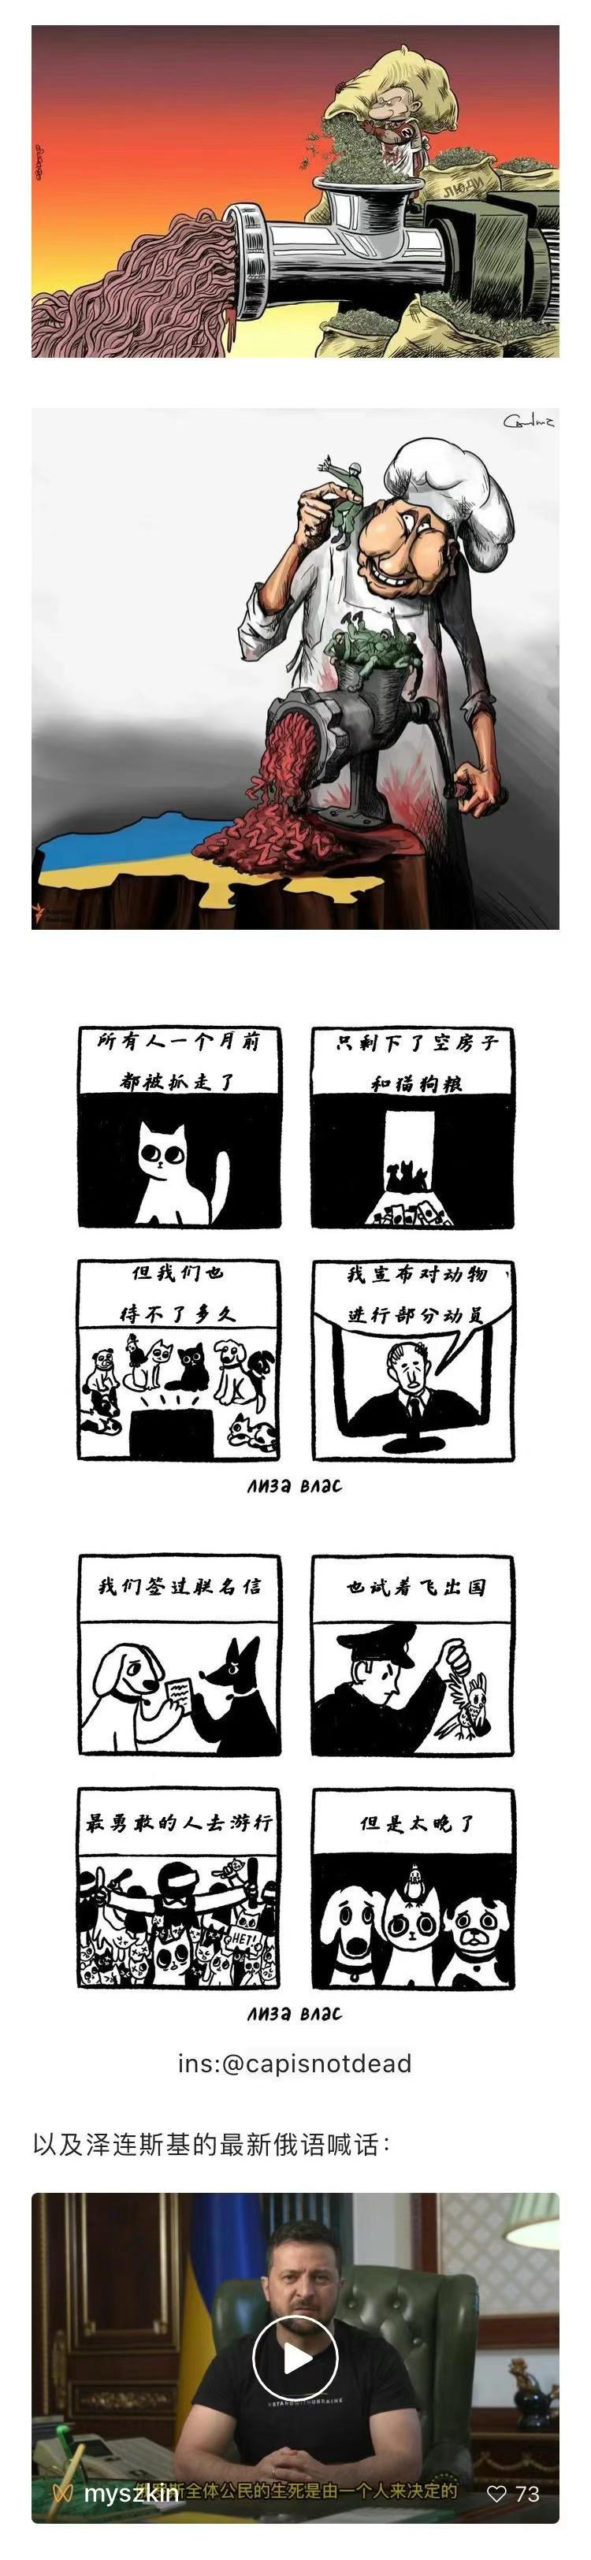 ЛЮДИ
所有人一个月前
都被抓走了
只剩下了空房子
和猫狗粮
但我们也
待不了多久
我宣布对动物
进行部分动员
ЛИЗА ВЛАС
我们签过联名信
也试着飞出国
最勇敢的人去游行
НЕТ!
但是太晚了
ЛИЗА ВЛАС
ins:@capisnotdead
以及泽连斯基的最新俄语喊话：
myszkin
斯全体公民的生死是由一个人来决定的
73